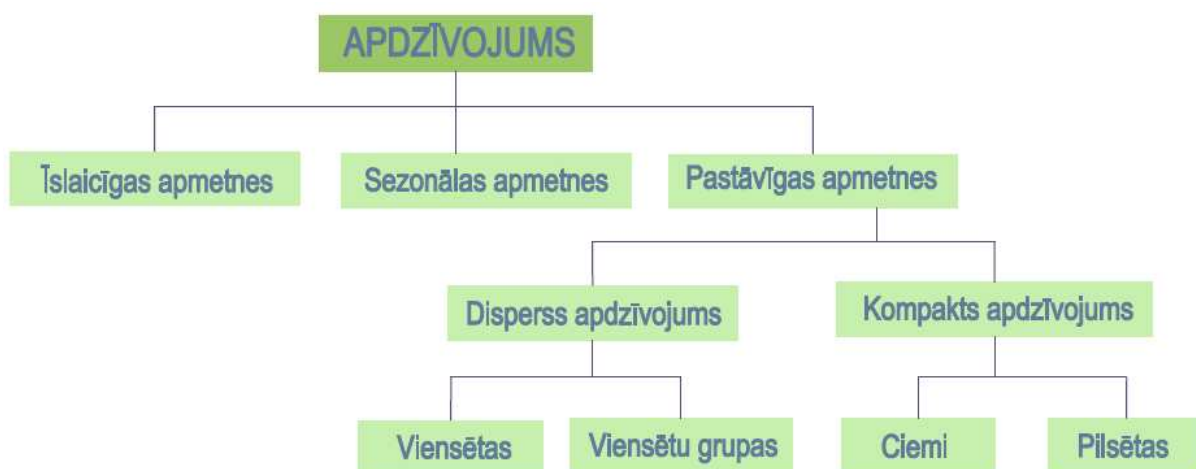 APDZĪVOJUMS
Īslaicīgas apmetnes
Sezonālas apmetnes
Pastāvīgas apmetnes
Disperss apdzīvojums
Kompakts apdzīvojums
Viensētas
Viensētu grupas
Ciemi
Pilsētas